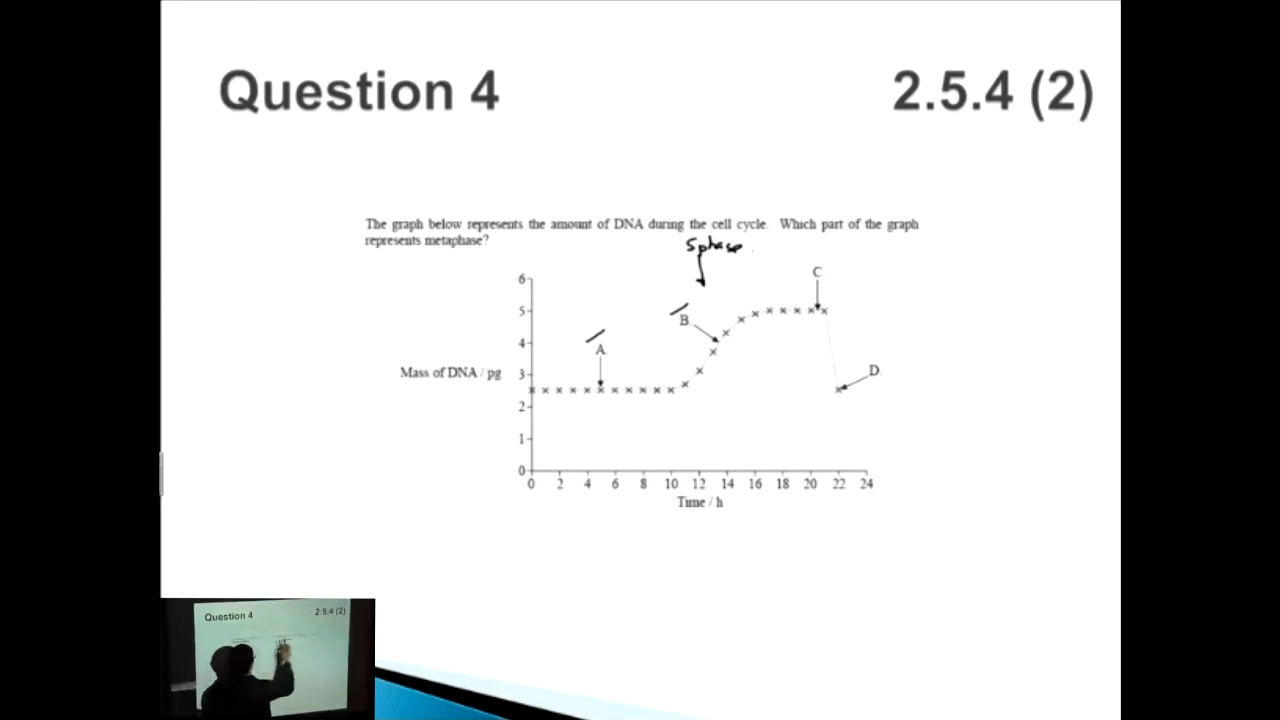 Question 4
2.5.4 (2)
The graph below represents the amount of DNA during the cell cycle. Which part of the graph
represents metaphase?
S phase
C
B
A
D
Mass of DNA / pg
6
5
4
3
2
1
0
0 2 4 6 8 10 12 14 16 18 20 22 24
Time / h
Question 4
2.5.4 (2)